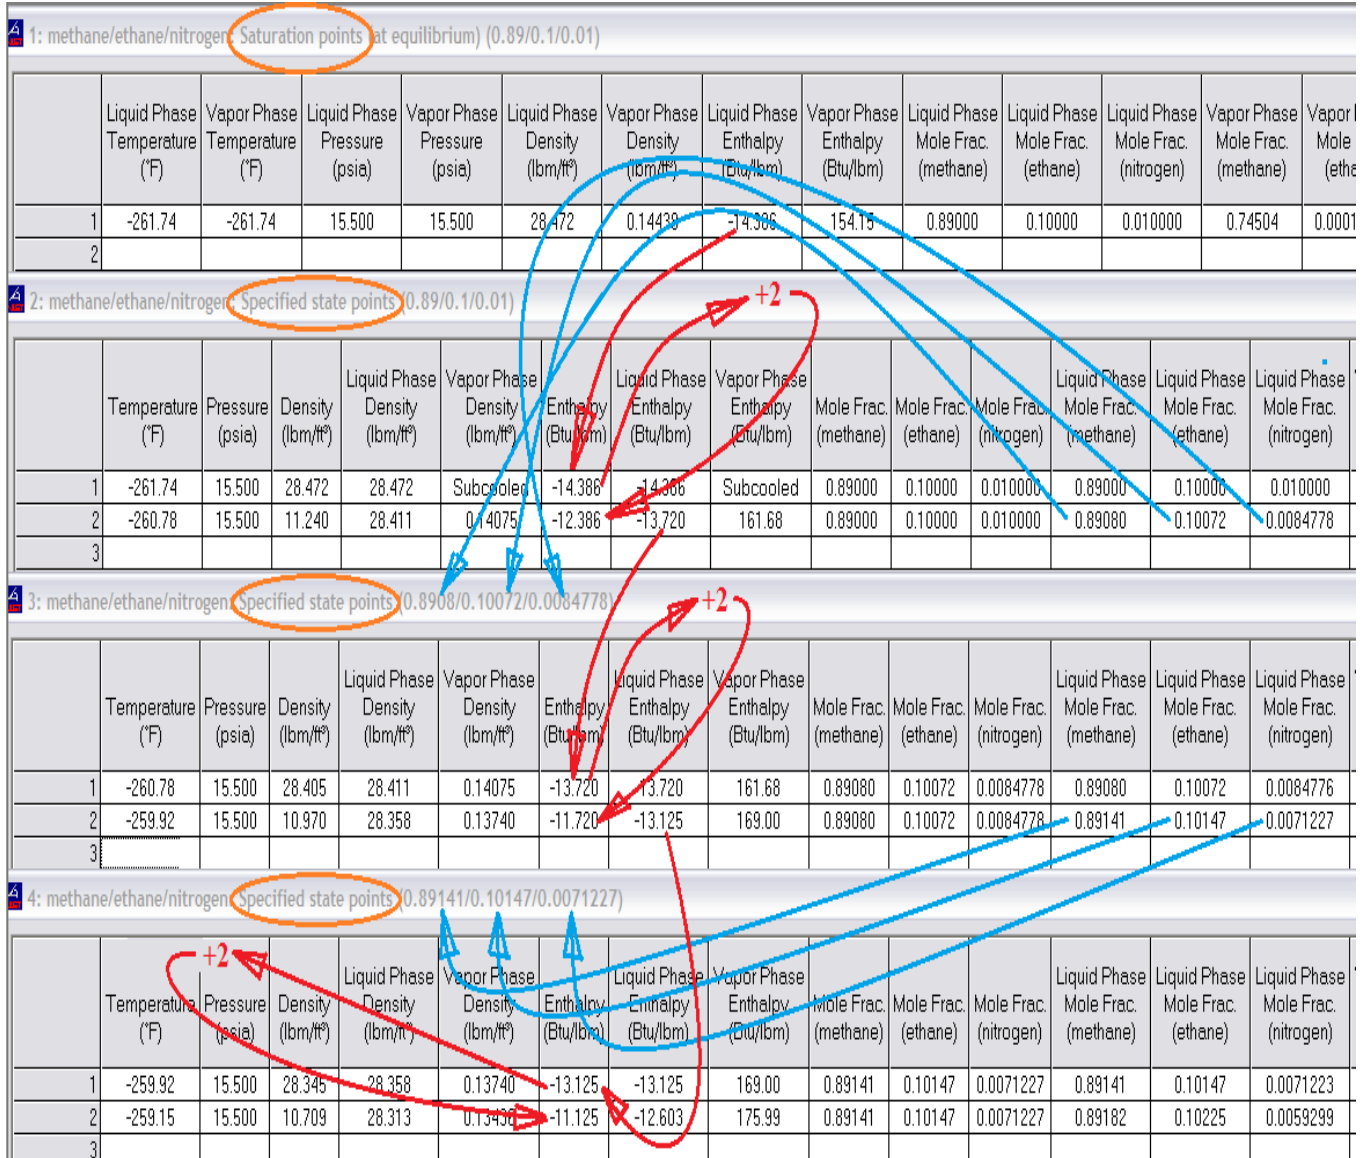 1: methane/ethane/nitrogen: Saturation points (at equilibrium) (0.89/0.1/0.01)
Liquid Phase Temperature (°F) Vapor Phase Temperature (°F) Liquid Phase Pressure (psia) Vapor Phase Pressure (psia) Liquid Phase Density (lbm/ft³) Vapor Phase Density (lbm/ft³) Liquid Phase Enthalpy (Btu/lbm) Vapor Phase Enthalpy (Btu/lbm) Liquid Phase Mole Frac. (methane) Liquid Phase Mole Frac. (ethane) Liquid Phase Mole Frac. (nitrogen) Vapor Phase Mole Frac. (methane) Vapor Mole (etha
1 -261.74 -261.74 15.500 15.500 28.472 0.14439 -14.386 154.15 0.89000 0.10000 0.010000 0.74504 0.0001
2
2: methane/ethane/nitrogen: Specified state points (0.89/0.1/0.01)
+2
Temperature (°F) Pressure (psia) Density (lbm/ft³) Liquid Phase Density (lbm/ft³) Vapor Phase Density (lbm/ft³) Enthalpy (Btu/lbm) Liquid Phase Enthalpy (Btu/lbm) Vapor Phase Enthalpy (Btu/lbm) Mole Frac. (methane) Mole Frac. (ethane) Mole Frac. (nitrogen) Liquid Phase Mole Frac. (methane) Liquid Phase Mole Frac. (ethane) Liquid Phase Mole Frac. (nitrogen)
1 -261.74 15.500 28.472 28.472 Subcooled -14.386 -14.386 Subcooled 0.89000 0.10000 0.010000 0.89000 0.10000 0.010000
2 -260.78 15.500 11.240 28.411 0.14075 -12.386 -13.720 161.68 0.89000 0.10000 0.010000 0.89080 0.10072 0.0084778
3
3: methane/ethane/nitrogen: Specified state points (0.8908/0.10072/0.0084778)
+2
Temperature (°F) Pressure (psia) Density (lbm/ft³) Liquid Phase Density (lbm/ft³) Vapor Phase Density (lbm/ft³) Enthalpy (Btu/lbm) Liquid Phase Enthalpy (Btu/lbm) Vapor Phase Enthalpy (Btu/lbm) Mole Frac. (methane) Mole Frac. (ethane) Mole Frac. (nitrogen) Liquid Phase Mole Frac. (methane) Liquid Phase Mole Frac. (ethane) Liquid Phase Mole Frac. (nitrogen)
1 -260.78 15.500 28.405 28.411 0.14075 -13.720 -13.720 161.68 0.89080 0.10072 0.0084778 0.89080 0.10072 0.0084776
2 -259.92 15.500 10.970 28.358 0.13740 -11.720 -13.125 169.00 0.89080 0.10072 0.0084778 0.89141 0.10147 0.0071227
3
4: methane/ethane/nitrogen: Specified state points (0.89141/0.10147/0.0071227)
+2
Temperature (°F) Pressure (psia) Density (lbm/ft³) Liquid Phase Density (lbm/ft³) Vapor Phase Density (lbm/ft³) Enthalpy (Btu/lbm) Liquid Phase Enthalpy (Btu/lbm) Vapor Phase Enthalpy (Btu/lbm) Mole Frac. (methane) Mole Frac. (ethane) Mole Frac. (nitrogen) Liquid Phase Mole Frac. (methane) Liquid Phase Mole Frac. (ethane) Liquid Phase Mole Frac. (nitrogen)
1 -259.92 15.500 28.345 28.358 0.13740 -13.125 -13.125 169.00 0.89141 0.10147 0.0071227 0.89141 0.10147 0.0071223
2 -259.15 15.500 10.709 28.313 -11.125 -12.603 175.99 0.89141 0.10147 0.0071227 0.89182 0.10225 0.0059299
3